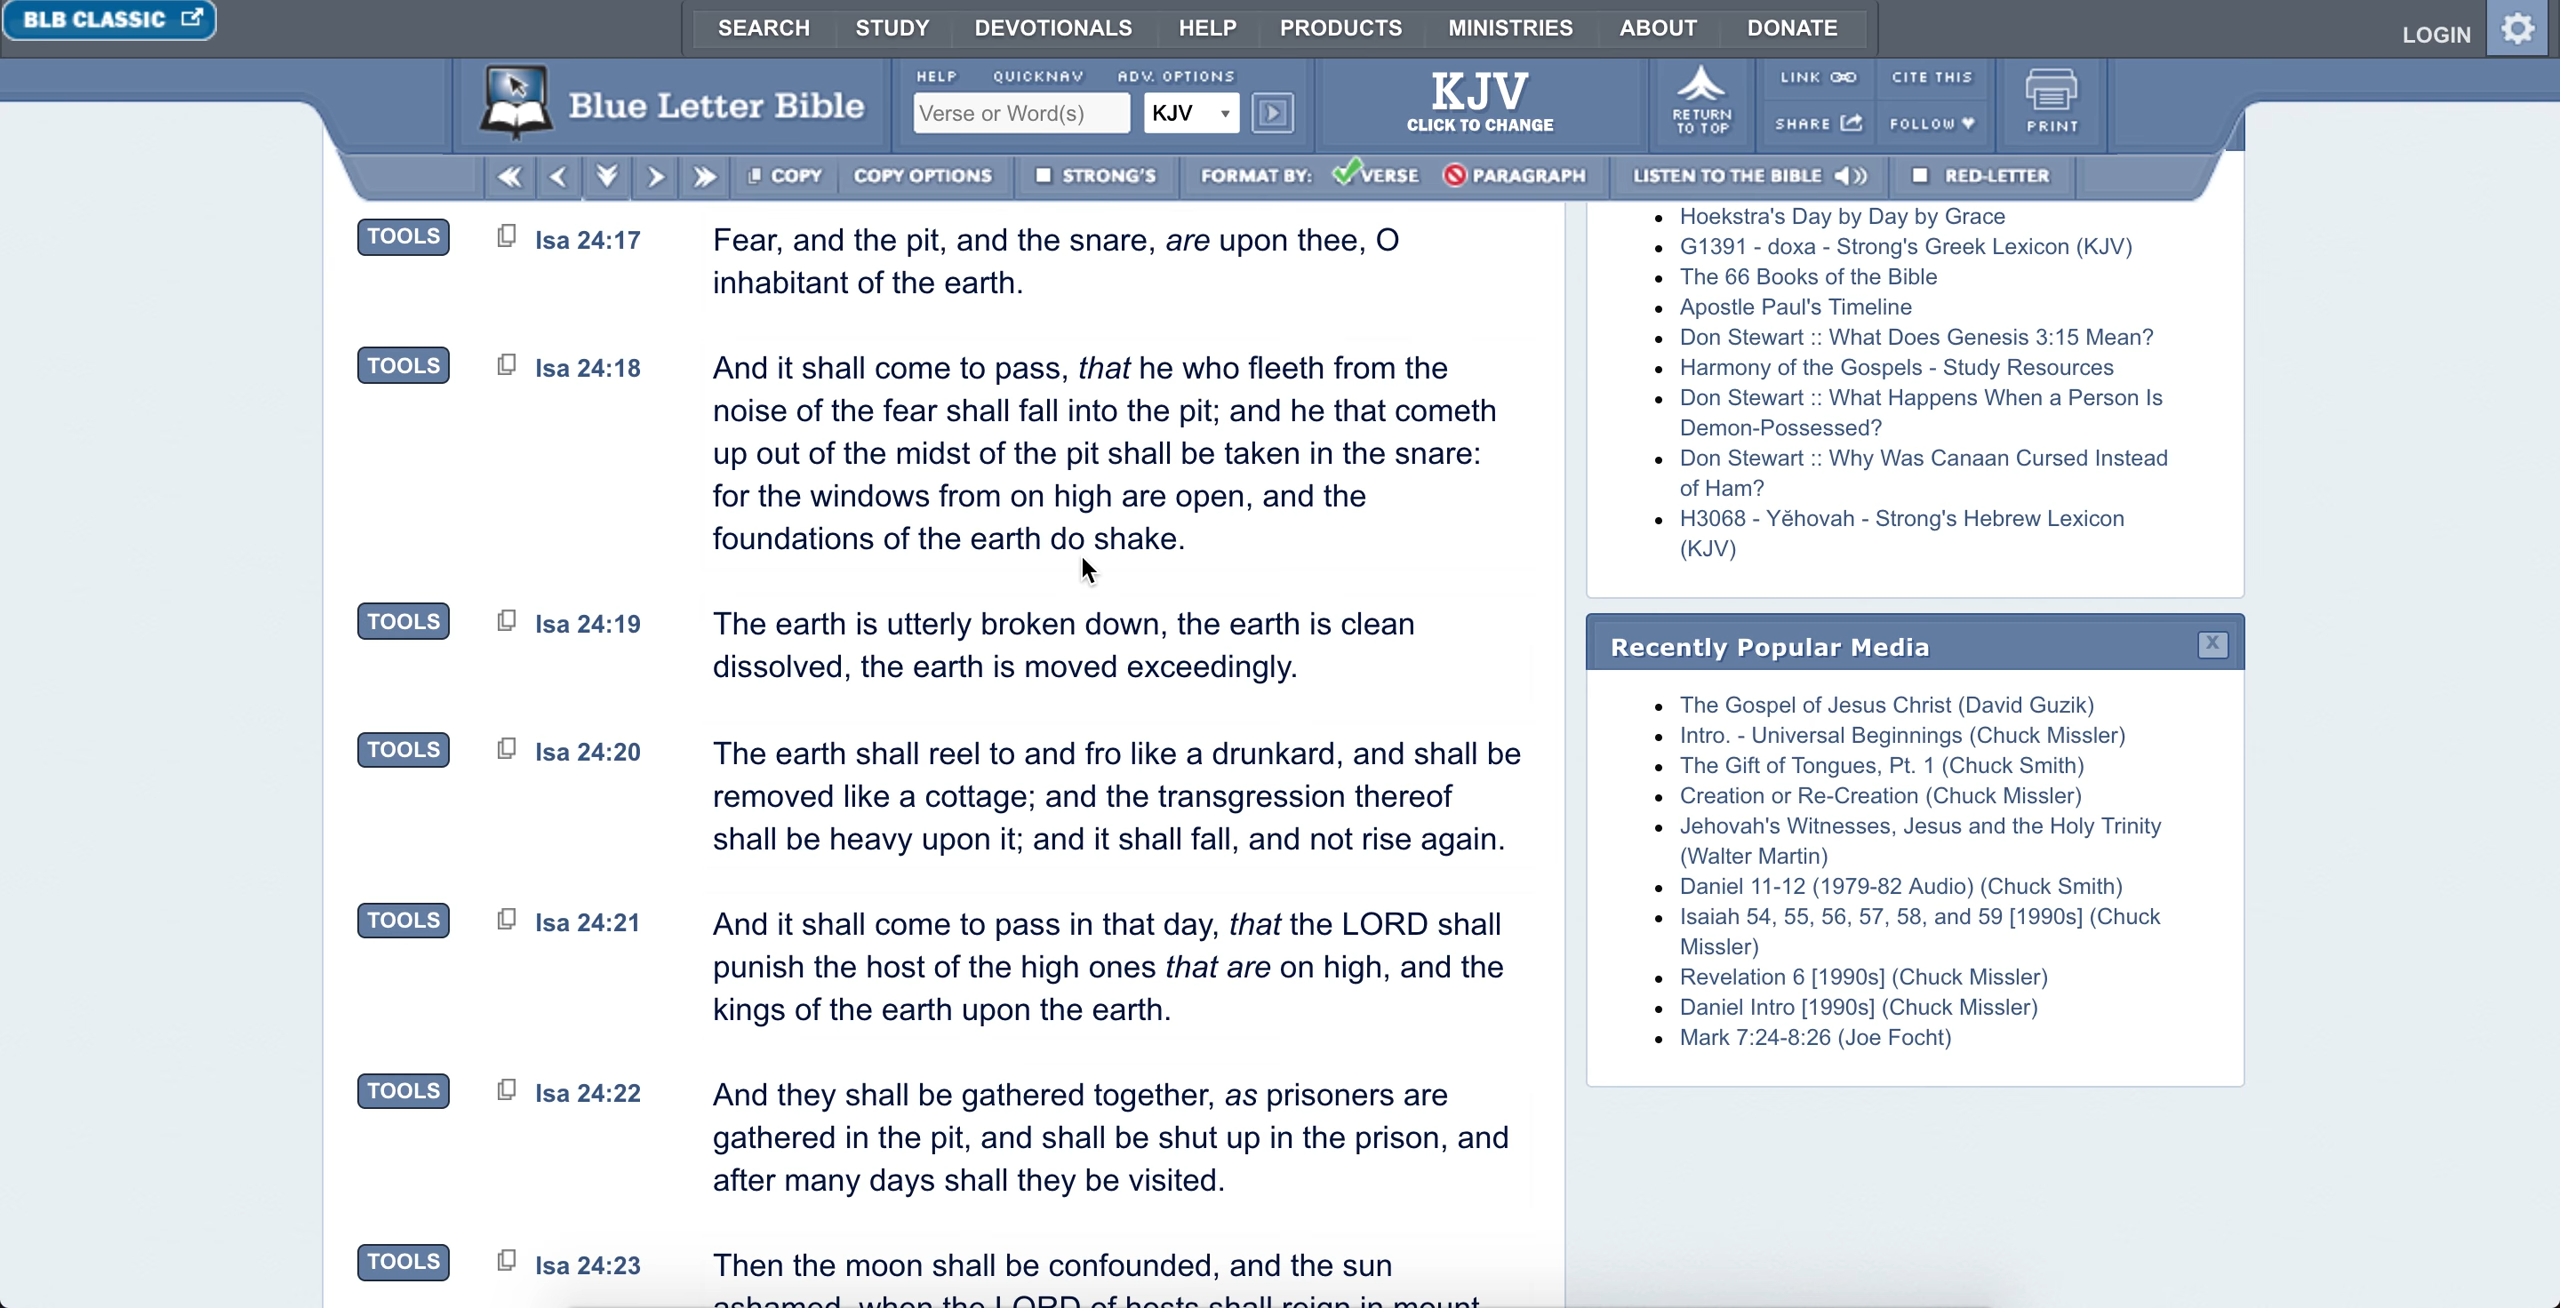 BLB CLASSIC
SEARCH STUDY DEVOTIONALS HELP PRODUCTS MINISTRIES ABOUT DONATE
LOGIN
Blue Letter Bible
HELP QUICKNAV ADV. OPTIONS
Verse or Word(s) KJV
KJV
CLICK TO CHANGE
RETURN
TO TOP
LINK CITE THIS
SHARE FOLLOW
PRINT
COPY COPY OPTIONS STRONG'S FORMAT BY: VERSE PARAGRAPH LISTEN TO THE BIBLE RED-LETTER
TOOLS Isa 24:17 Fear, and the pit, and the snare, are upon thee, O
inhabitant of the earth.
TOOLS Isa 24:18 And it shall come to pass, that he who fleeth from the
noise of the fear shall fall into the pit; and he that cometh
up out of the midst of the pit shall be taken in the snare:
for the windows from on high are open, and the
foundations of the earth do shake.
TOOLS Isa 24:19 The earth is utterly broken down, the earth is clean
dissolved, the earth is moved exceedingly.
TOOLS Isa 24:20 The earth shall reel to and fro like a drunkard, and shall be
removed like a cottage; and the transgression thereof
shall be heavy upon it; and it shall fall, and not rise again.
TOOLS Isa 24:21 And it shall come to pass in that day, that the LORD shall
punish the host of the high ones that are on high, and the
kings of the earth upon the earth.
TOOLS Isa 24:22 And they shall be gathered together, as prisoners are
gathered in the pit, and shall be shut up in the prison, and
after many days shall they be visited.
TOOLS Isa 24:23 Then the moon shall be confounded, and the sun
ashamed, when the LORD of hosts shall reign in mount
Hoekstra's Day by Day by Grace
G1391 - doxa - Strong's Greek Lexicon (KJV)
The 66 Books of the Bible
Apostle Paul's Timeline
Don Stewart :: What Does Genesis 3:15 Mean?
Harmony of the Gospels - Study Resources
Don Stewart :: What Happens When a Person Is
Demon-Possessed?
Don Stewart :: Why Was Canaan Cursed Instead
of Ham?
H3068 - Yĕhovah - Strong's Hebrew Lexicon
(KJV)
Recently Popular Media X
The Gospel of Jesus Christ (David Guzik)
Intro. - Universal Beginnings (Chuck Missler)
The Gift of Tongues, Pt. 1 (Chuck Smith)
Creation or Re-Creation (Chuck Missler)
Jehovah's Witnesses, Jesus and the Holy Trinity
(Walter Martin)
Daniel 11-12 (1979-82 Audio) (Chuck Smith)
Isaiah 54, 55, 56, 57, 58, and 59 [1990s] (Chuck
Missler)
Revelation 6 [1990s] (Chuck Missler)
Daniel Intro [1990s] (Chuck Missler)
Mark 7:24-8:26 (Joe Focht)